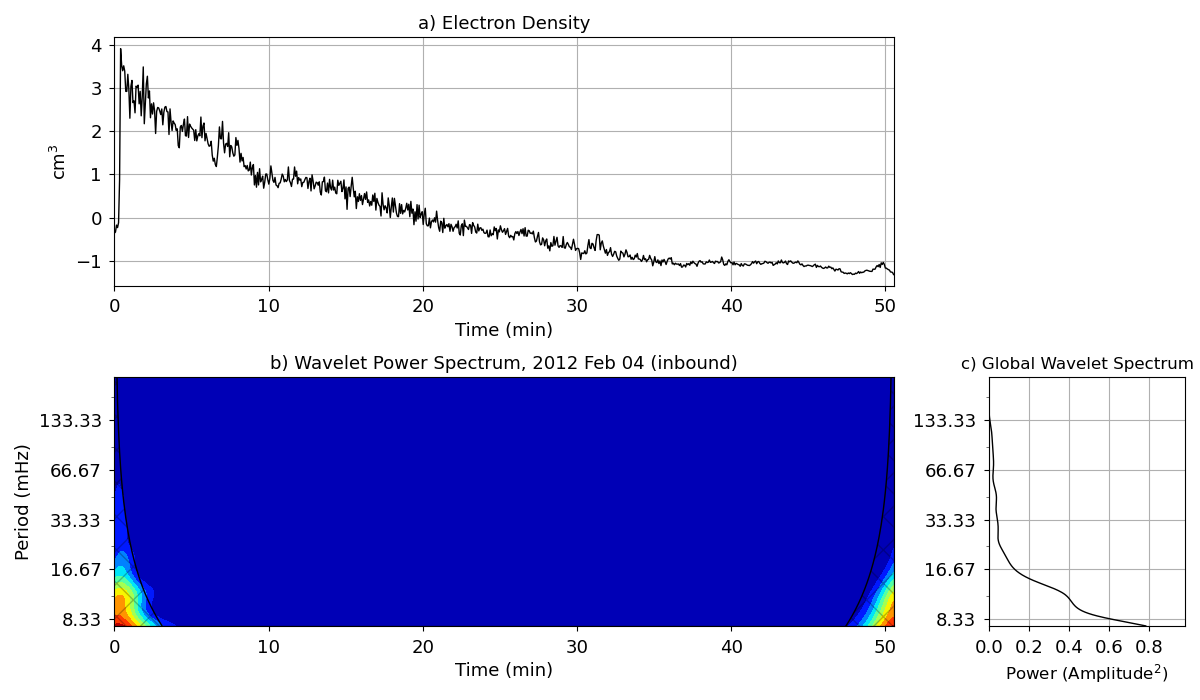 a) Electron Density
4
3
2
1
0
−1
cm³
0 10 20 30 40 50
Time (min)
b) Wavelet Power Spectrum, 2012 Feb 04 (inbound)
133.33
66.67
33.33
16.67
8.33
Period (mHz)
0 10 20 30 40 50
Time (min)
c) Global Wavelet Spectrum
133.33
66.67
33.33
16.67
8.33
0.0 0.2 0.4 0.6 0.8
Power (Amplitude²)